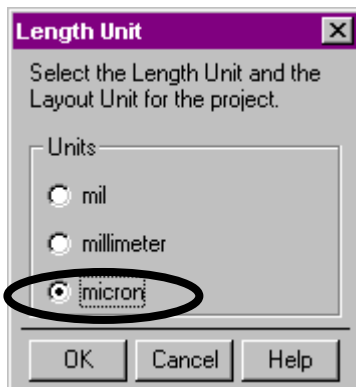 Length Unit
Select the Length Unit and the
Layout Unit for the project.
Units
mil
millimeter
micron
OK Cancel Help